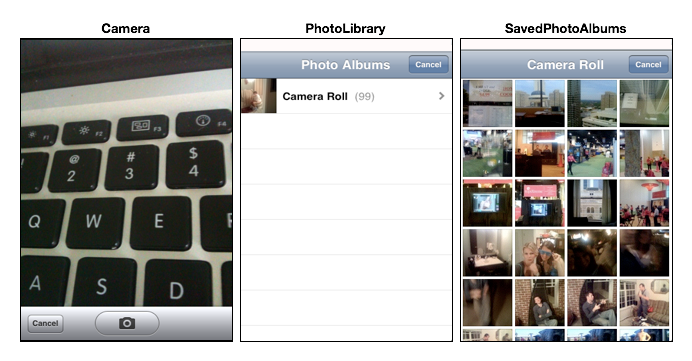 Camera
PhotoLibrary
SavedPhotoAlbums
F1
F2
F3
F4
@
2
#
3
$
4
Q
W
E
A
S
D
Cancel
Photo Albums
Cancel
Camera Roll (99)
Camera Roll
Cancel